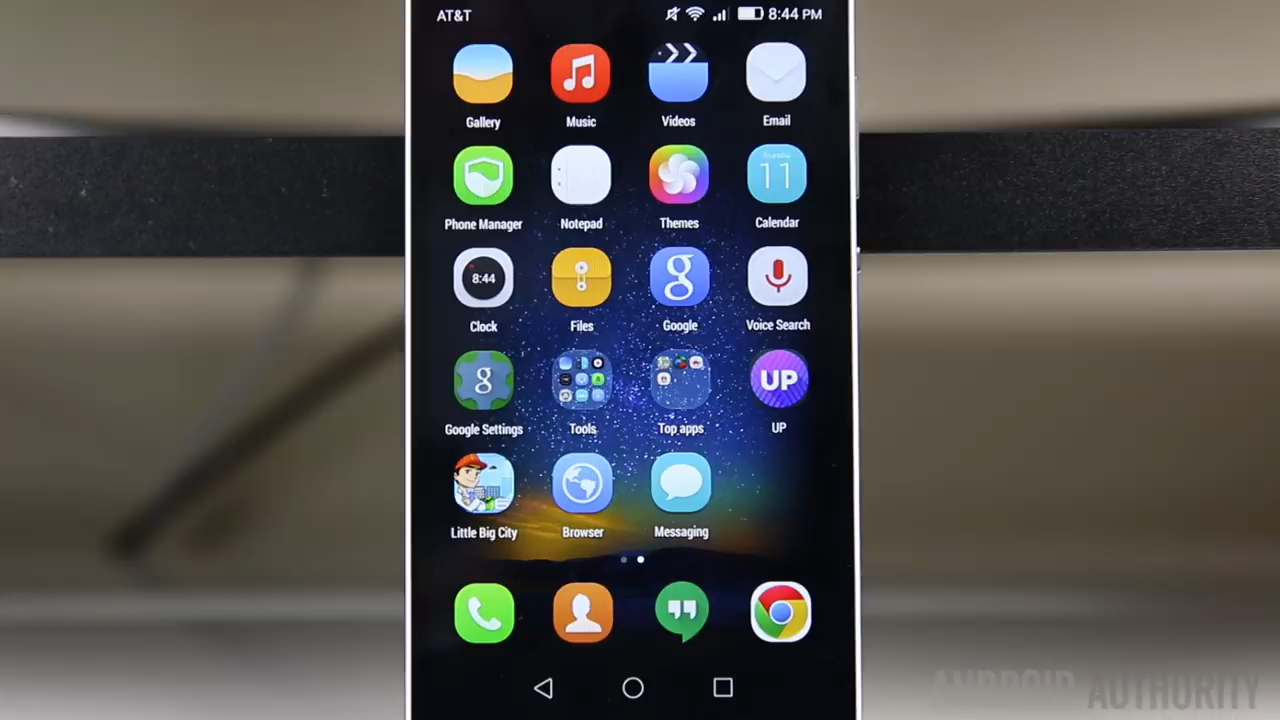 AT&T 8:44 PM
Gallery Music Videos Email
Thursday
11
Phone Manager Notepad Themes Calendar
8:44
g
Clock Files Google Voice Search
g
UP
Google Settings Tools Top apps UP
Little Big City Browser Messaging
ANDROID AUTHORITY